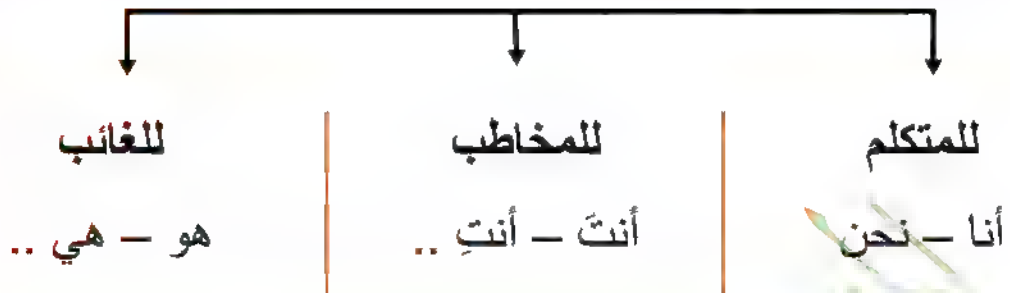 للمتكلم للمخاطب للغائب
أنا – نحن أنتَ – أنتِ .. هو – هي ..